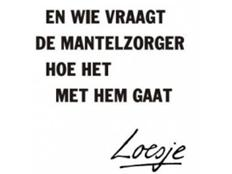 EN WIE VRAAGT
DE MANTELZORGER
HOE HET
MET HEM GAAT
Loesje